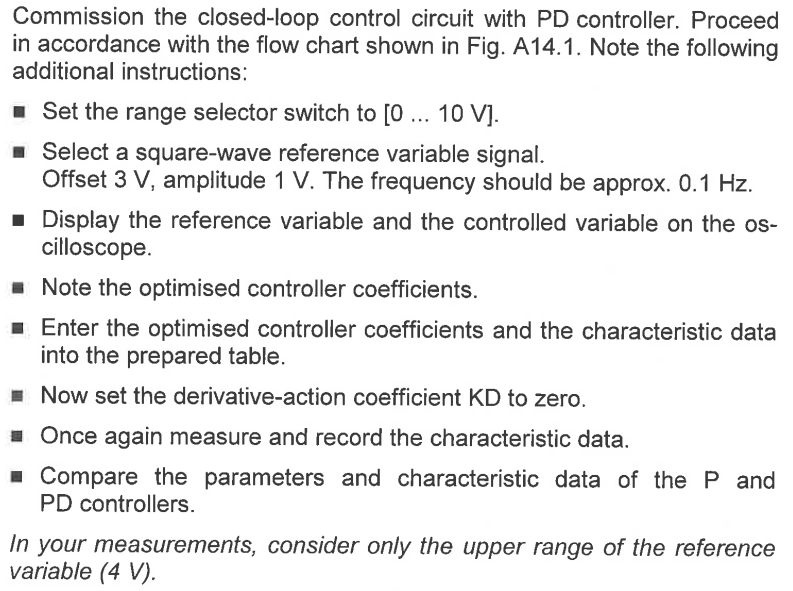 Commission the closed-loop control circuit with PD controller. Proceed
in accordance with the flow chart shown in Fig. A14.1. Note the following
additional instructions:
■ Set the range selector switch to [0 ... 10 V].
■ Select a square-wave reference variable signal.
Offset 3 V, amplitude 1 V. The frequency should be approx. 0.1 Hz.
■ Display the reference variable and the controlled variable on the os-
cilloscope.
■ Note the optimised controller coefficients.
■ Enter the optimised controller coefficients and the characteristic data
into the prepared table.
■ Now set the derivative-action coefficient KD to zero.
■ Once again measure and record the characteristic data.
■ Compare the parameters and characteristic data of the P and
PD controllers.
In your measurements, consider only the upper range of the reference
variable (4 V).